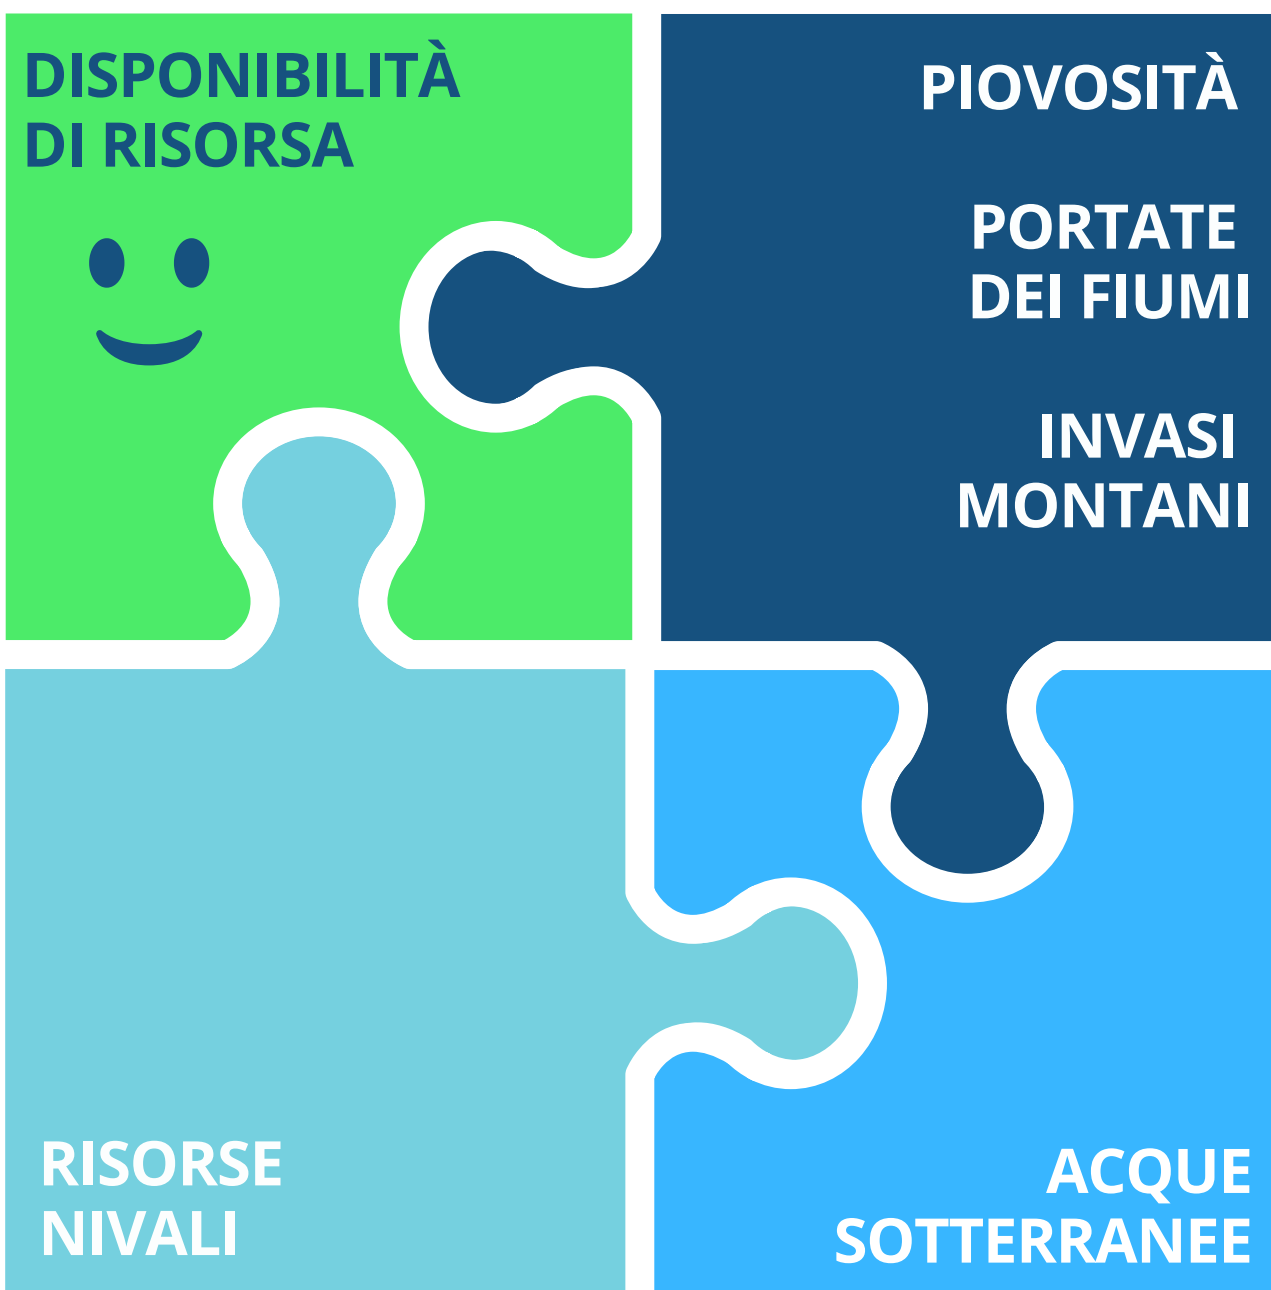 DISPONIBILITÀ
DI RISORSA
PIOVOSITÀ
PORTATE
DEI FIUMI
INVASI
MONTANI
RISORSE
NIVALI
ACQUE
SOTTERRANEE